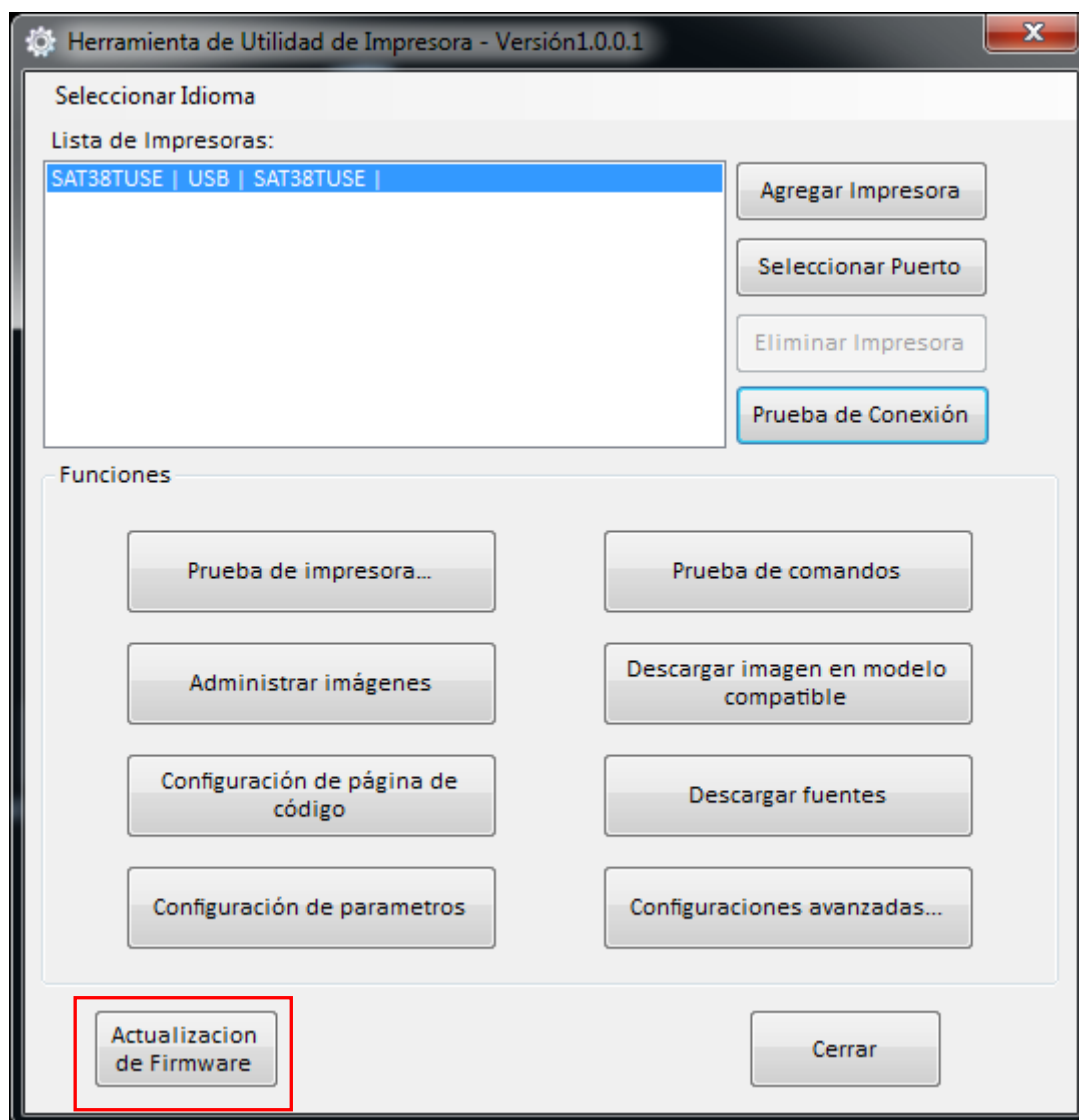 Herramienta de Utilidad de Impresora - Versión1.0.0.1
Seleccionar Idioma
Lista de Impresoras:
SAT38TUSE | USB | SAT38TUSE |
Agregar Impresora
Seleccionar Puerto
Eliminar Impresora
Prueba de Conexión
Funciones
Prueba de impresora...
Prueba de comandos
Administrar imágenes
Descargar imagen en modelo
compatible
Configuración de página de
código
Descargar fuentes
Configuración de parametros
Configuraciones avanzadas...
Actualizacion
de Firmware
Cerrar